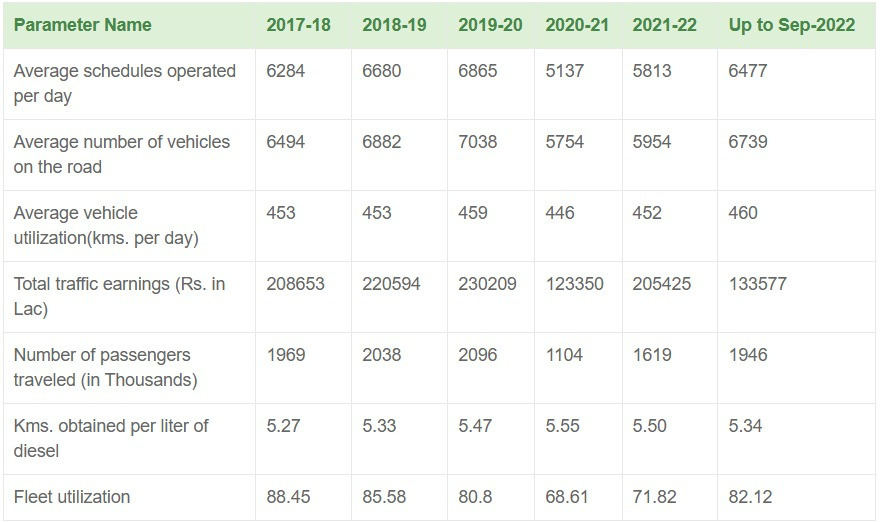 Parameter Name 2017-18 2018-19 2019-20 2020-21 2021-22 Up to Sep-2022
Average schedules operated per day 6284 6680 6865 5137 5813 6477
Average number of vehicles on the road 6494 6882 7038 5754 5954 6739
Average vehicle utilization(kms. per day) 453 453 459 446 452 460
Total traffic earnings (Rs. in Lac) 208653 220594 230209 123350 205425 133577
Number of passengers traveled (in Thousands) 1969 2038 2096 1104 1619 1946
Kms. obtained per liter of diesel 5.27 5.33 5.47 5.55 5.50 5.34
Fleet utilization 88.45 85.58 80.8 68.61 71.82 82.12